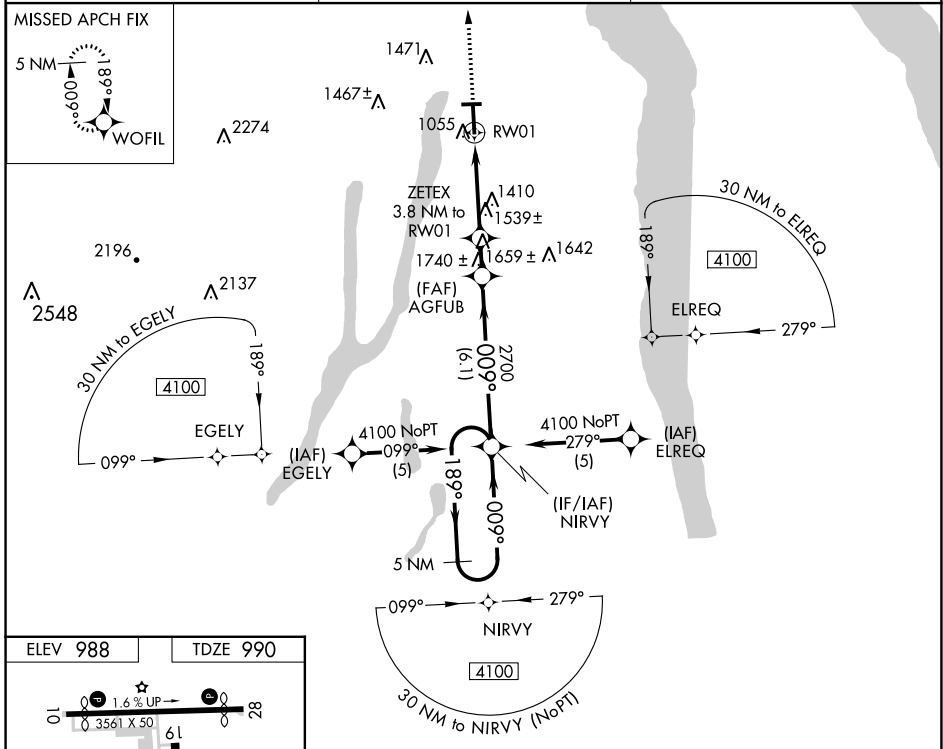 MISSED APCH FIX
5 NM
189°
009°
WOFIL
1471
1467±
2274
1055
RW01
ZETEX
3.8 NM to
RW01
1410
1539±
1740 ±
1659 ±
1642
(FAF)
AGFUB
2196
2137
2548
30 NM to EGELY
4100
189°
099°
EGELY
30 NM to ELREQ
4100
189°
ELREQ
279°
2700
009°
(6.1)
(IAF)
EGELY
4100 NoPT
099°
(5)
4100 NoPT
279°
(5)
(IAF)
ELREQ
(IF/IAF)
NIRVY
189°
009°
5 NM
099°
279°
NIRVY
4100
30 NM to NIRVY (NoPT)
ELEV 988
TDZE 990
P
P
1.6 % UP
10
28
3561 X 50
19